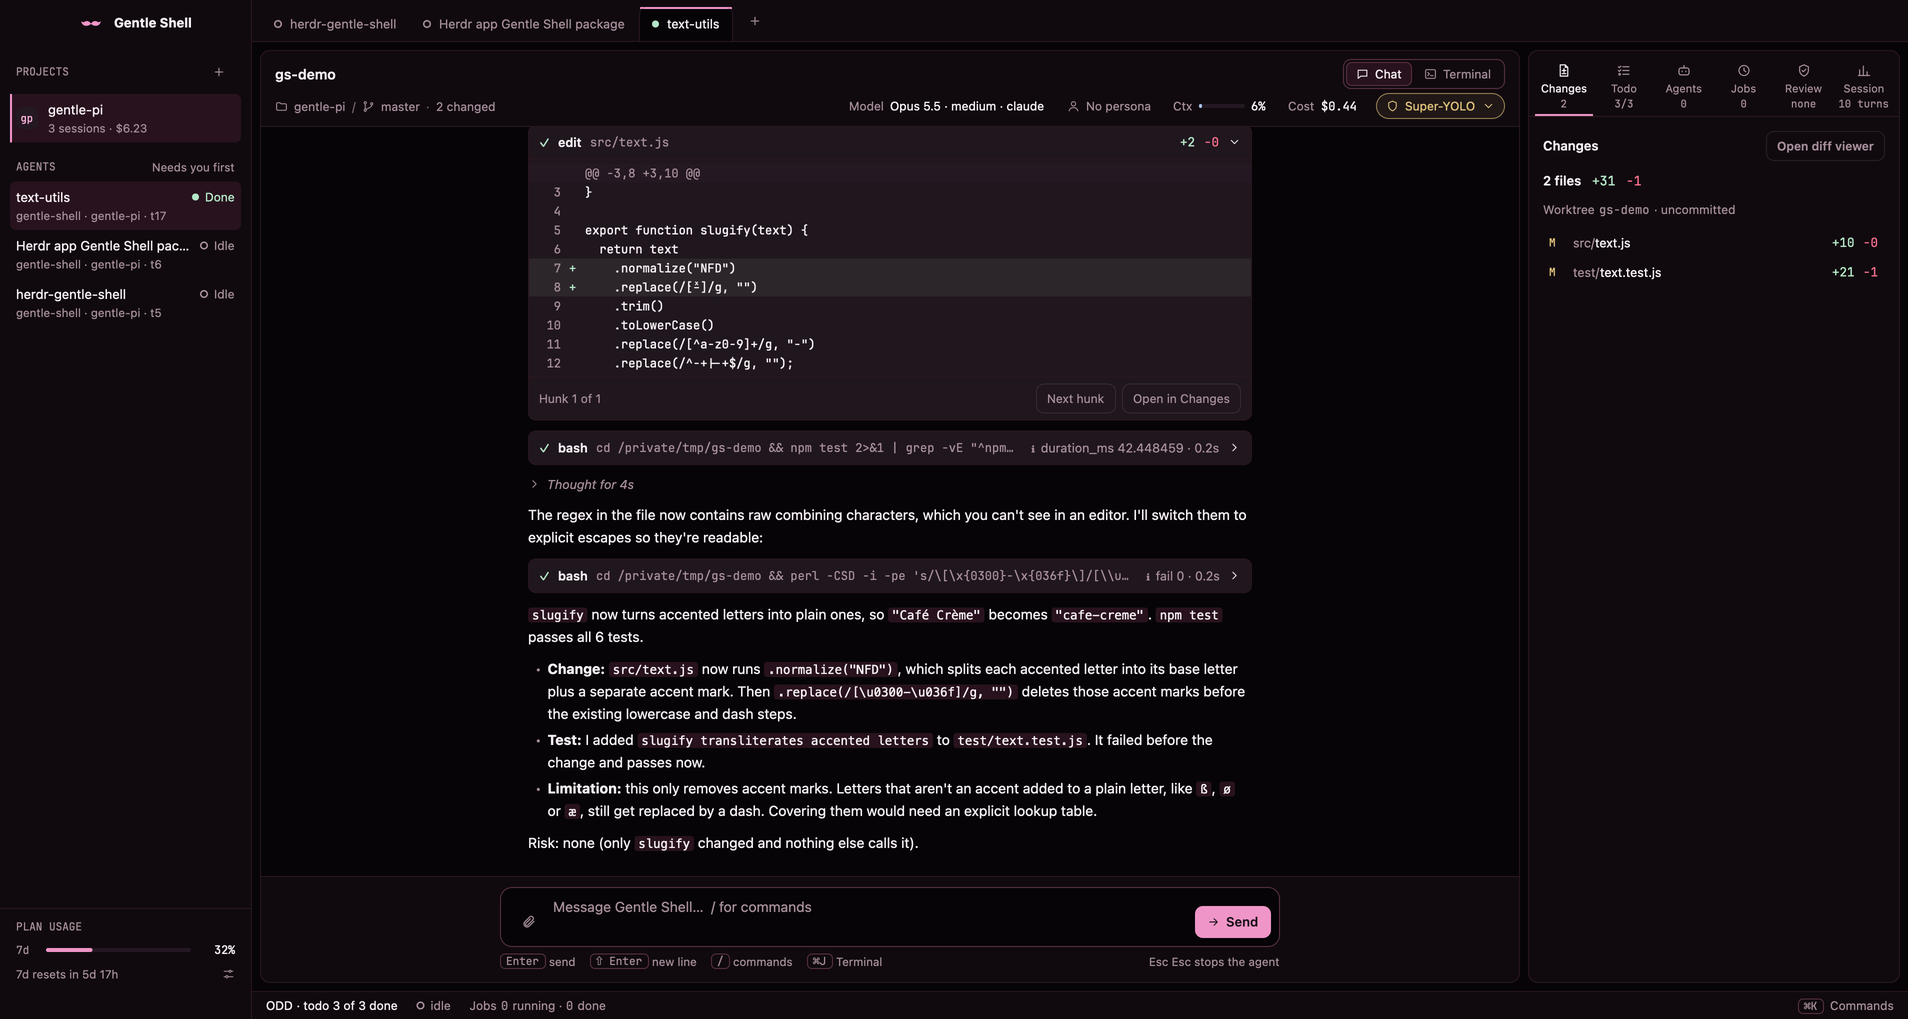 Gentle Shell
herdr-gentle-shell
Herdr app Gentle Shell package
text-utils
PROJECTS
gp
gentle-pi
3 sessions · $6.23
AGENTS
Needs you first
text-utils
Done
gentle-shell · gentle-pi · t17
Herdr app Gentle Shell pac...
Idle
gentle-shell · gentle-pi · t6
herdr-gentle-shell
Idle
gentle-shell · gentle-pi · t5
PLAN USAGE
7d
32%
7d resets in 5d 17h
gs-demo
Chat
Terminal
gentle-pi / master · 2 changed
Model Opus 5.5 · medium · claude
No persona
Ctx 6%
Cost $0.44
Super-YOLO
edit src/text.js
+2 -0
@@ -3,8 +3,10 @@
3 }
4
5 export function slugify(text) {
6 return text
7 + .normalize("NFD")
8 + .replace(/[ ]/g, "")
9 .trim()
10 .toLowerCase()
11 .replace(/[^a-z0-9]+/g, "-")
12 .replace(/^-+|-+$/g, "");
Hunk 1 of 1
Next hunk
Open in Changes
bash cd /private/tmp/gs-demo && npm test 2>&1 | grep -vE "^npm… ℹ duration_ms 42.448459 · 0.2s
Thought for 4s
The regex in the file now contains raw combining characters, which you can't see in an editor. I'll switch them to
explicit escapes so they're readable:
bash cd /private/tmp/gs-demo && perl -CSD -i -pe 's/\[\x{0300}-\x{036f}\]/[\\u… ℹ fail 0 · 0.2s
slugify now turns accented letters into plain ones, so "Café Crème" becomes "cafe-creme". npm test
passes all 6 tests.
• Change: src/text.js now runs .normalize("NFD"), which splits each accented letter into its base letter
plus a separate accent mark. Then .replace(/[\u0300-\u036f]/g, "") deletes those accent marks before
the existing lowercase and dash steps.
• Test: I added slugify transliterates accented letters to test/text.test.js. It failed before the
change and passes now.
• Limitation: this only removes accent marks. Letters that aren't an accent added to a plain letter, like ß, ø
or æ, still get replaced by a dash. Covering them would need an explicit lookup table.
Risk: none (only slugify changed and nothing else calls it).
Message Gentle Shell... / for commands
Send
Enter send
⇧ Enter new line
/ commands
⌘J Terminal
Esc Esc stops the agent
Changes
2
Todo
3/3
Agents
0
Jobs
0
Review
none
Session
10 turns
Changes
Open diff viewer
2 files +31 -1
Worktree gs-demo · uncommitted
M src/text.js +10 -0
M test/text.test.js +21 -1
ODD · todo 3 of 3 done
idle
Jobs 0 running · 0 done
⌘K Commands